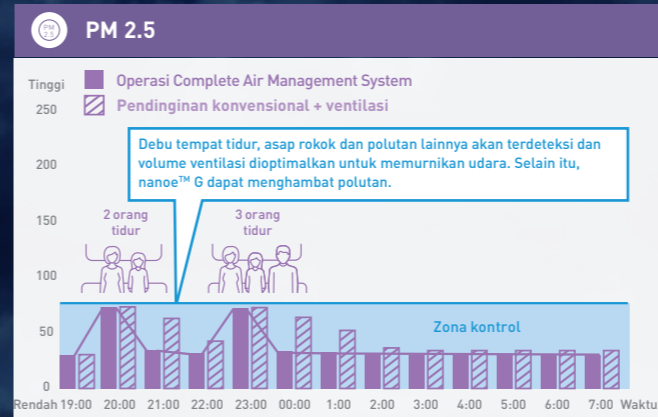 PM 2.5
PM 2.5
Tinggi
Operasi Complete Air Management System
Pendinginan konvensional + ventilasi
250
Debu tempat tidur, asap rokok dan polutan lainnya akan terdeteksi dan
volume ventilasi dioptimalkan untuk memurnikan udara. Selain itu,
nanoe™ G dapat menghambat polutan.
200
150
2 orang
tidur
3 orang
tidur
100
50
Zona kontrol
0
Rendah 19:00 20:00 21:00 22:00 23:00 00:00 1:00 2:00 3:00 4:00 5:00 6:00 7:00 Waktu